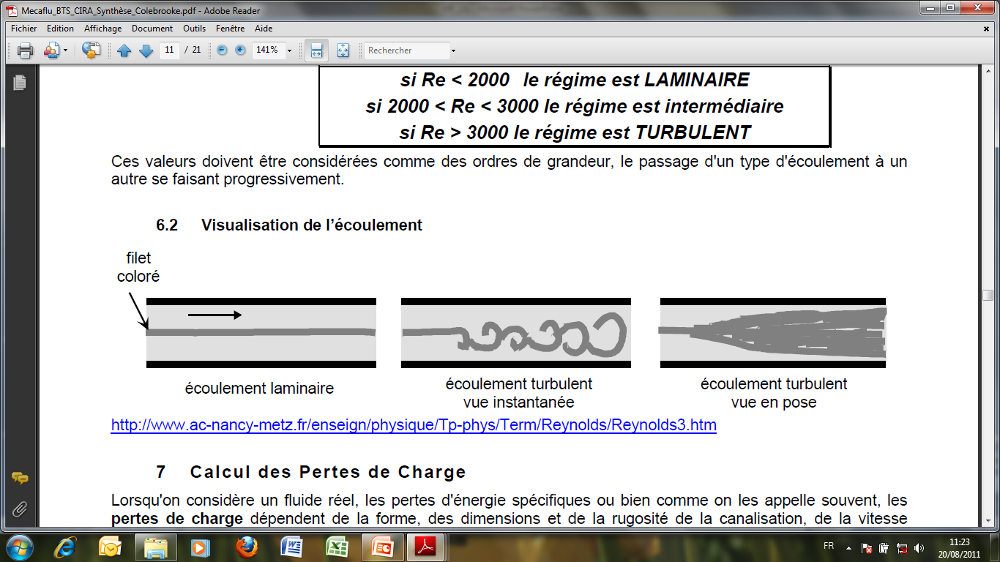 Mecaflu_BTS_CIRA_Synthèse_Colebrooke.pdf - Adobe Reader
Fichier Edition Affichage Document Outils Fenêtre Aide
11 / 21 141% Rechercher
si Re < 2000 le régime est LAMINAIRE
si 2000 < Re < 3000 le régime est intermédiaire
si Re > 3000 le régime est TURBULENT
Ces valeurs doivent être considérées comme des ordres de grandeur, le passage d'un type d'écoulement à un
autre se faisant progressivement.
6.2 Visualisation de l'écoulement
filet
coloré
écoulement laminaire
écoulement turbulent
vue instantanée
écoulement turbulent
vue en pose
http://www.ac-nancy-metz.fr/enseign/physique/Tp-phys/Term/Reynolds/Reynolds3.htm
7 Calcul des Pertes de Charge
Lorsqu'on considère un fluide réel, les pertes d'énergie spécifiques ou bien comme on les appelle souvent, les
pertes de charge dépendent de la forme, des dimensions et de la rugosité de la canalisation, de la vitesse
FR
11:23
20/08/2011